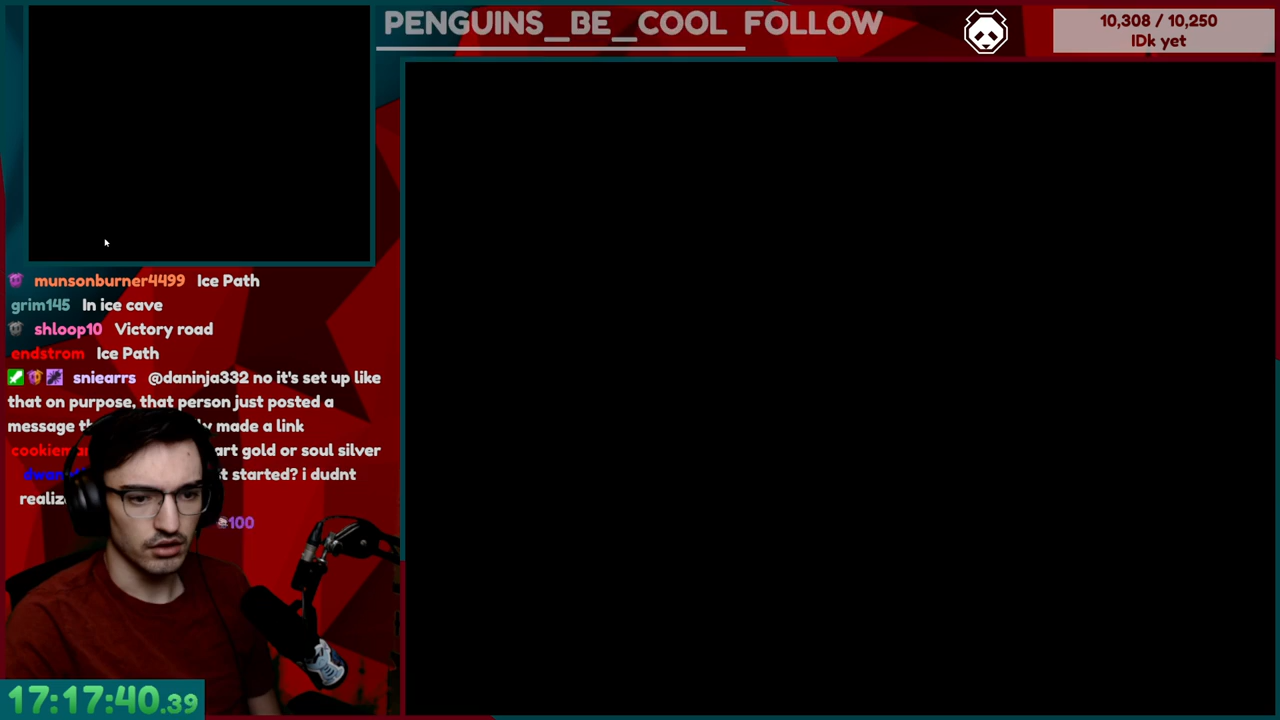 PENGUINS_BE_COOL FOLLOW
10,308 / 10,250
IDk yet
munsonburner4499 Ice Path
grim145 In ice cave
shloop10 Victory road
endstrom Ice Path
sniearrs @daninja332 no it's set up like
that on purpose, that person just posted a
message made a link
art gold or soul silver
started? i dudnt
100
17:17:40.39